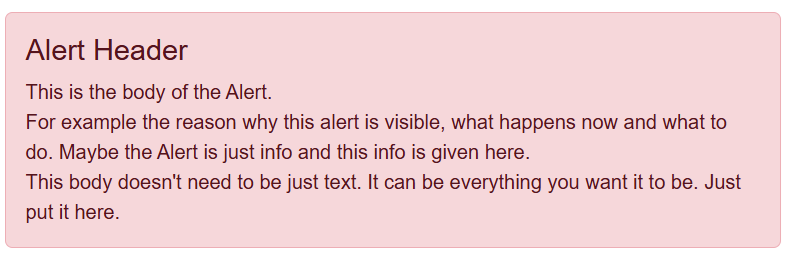 Alert Header
This is the body of the Alert.
For example the reason why this alert is visible, what happens now and what to
do. Maybe the Alert is just info and this info is given here.
This body doesn't need to be just text. It can be everything you want it to be. Just
put it here.